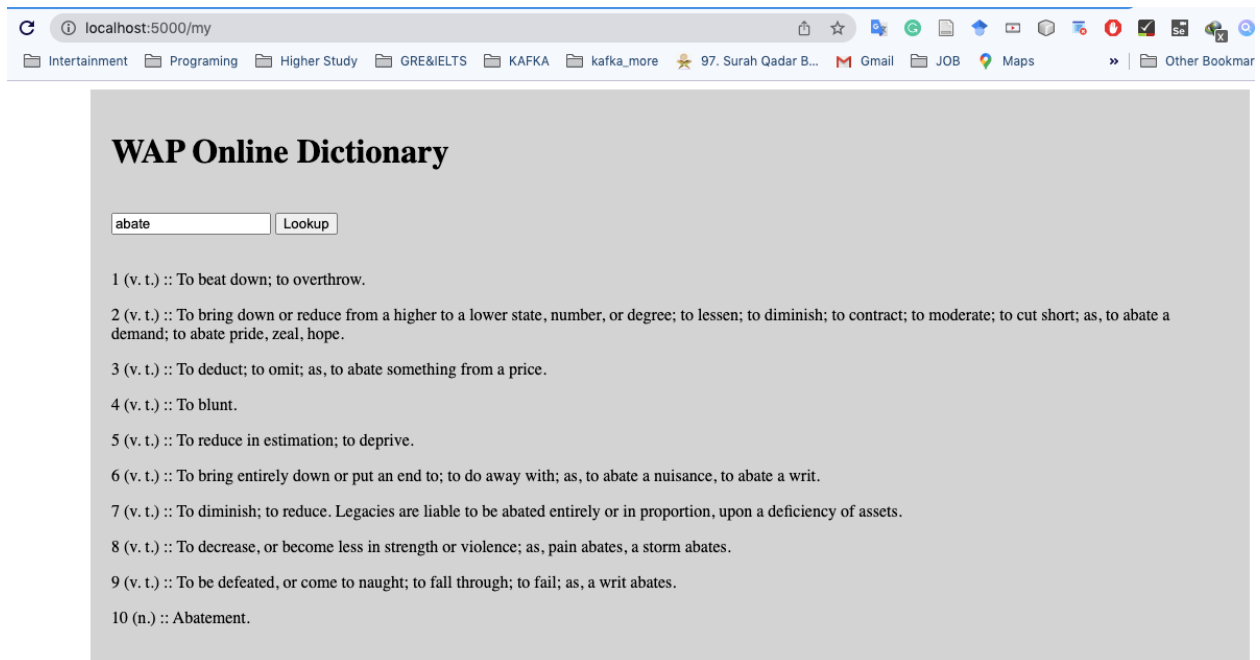 localhost:5000/my
Intertainment Programing Higher Study GRE&IELTS KAFKA kafka_more 97. Surah Qadar B... Gmail JOB Maps » Other Bookmar
WAP Online Dictionary
abate Lookup
1 (v. t.) :: To beat down; to overthrow.
2 (v. t.) :: To bring down or reduce from a higher to a lower state, number, or degree; to lessen; to diminish; to contract; to moderate; to cut short; as, to abate a
demand; to abate pride, zeal, hope.
3 (v. t.) :: To deduct; to omit; as, to abate something from a price.
4 (v. t.) :: To blunt.
5 (v. t.) :: To reduce in estimation; to deprive.
6 (v. t.) :: To bring entirely down or put an end to; to do away with; as, to abate a nuisance, to abate a writ.
7 (v. t.) :: To diminish; to reduce. Legacies are liable to be abated entirely or in proportion, upon a deficiency of assets.
8 (v. t.) :: To decrease, or become less in strength or violence; as, pain abates, a storm abates.
9 (v. t.) :: To be defeated, or come to naught; to fall through; to fail; as, a writ abates.
10 (n.) :: Abatement.